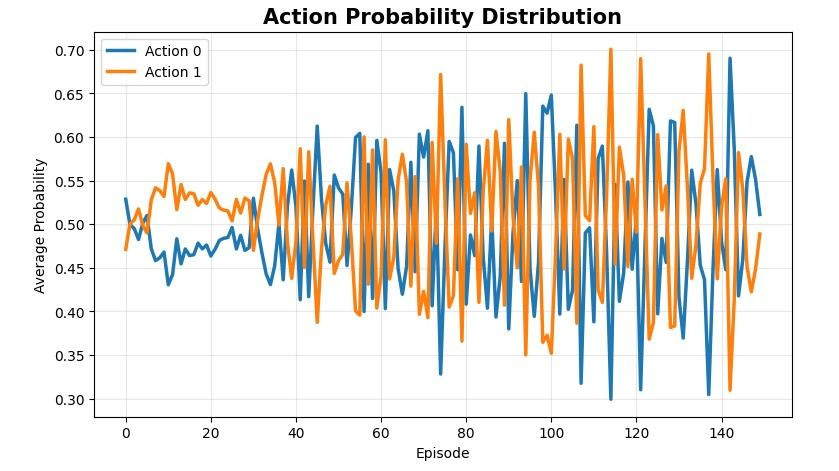 Action Probability Distribution
Action 0
Action 1
Average Probability
0.70
0.65
0.60
0.55
0.50
0.45
0.40
0.35
0.30
0 20 40 60 80 100 120 140
Episode